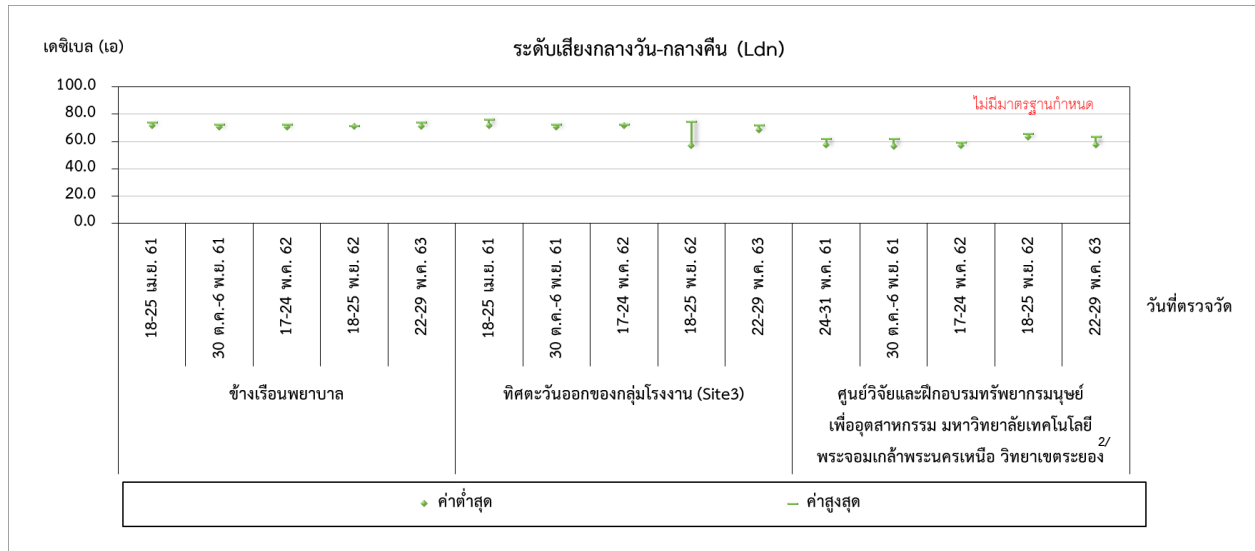 เดซิเบล (เอ)
ระดับเสียงกลางวัน-กลางคืน (Ldn)
ไม่มีมาตรฐานกำหนด
100.0
80.0
60.0
40.0
20.0
0.0
18-25 เม.ย. 61
30 ต.ค.-6 พ.ย. 61
17-24 พ.ค. 62
18-25 พ.ย. 62
22-29 พ.ค. 63
18-25 เม.ย. 61
30 ต.ค.-6 พ.ย. 61
17-24 พ.ค. 62
18-25 พ.ย. 62
22-29 พ.ค. 63
24-31 พ.ค. 61
30 ต.ค.-6 พ.ย. 61
17-24 พ.ค. 62
18-25 พ.ย. 62
22-29 พ.ค. 63
วันที่ตรวจวัด
ข้างเรือนพยาบาล
ทิศตะวันออกของกลุ่มโรงงาน (Site3)
ศูนย์วิจัยและฝึกอบรมทรัพยากรมนุษย์
เพื่ออุตสาหกรรม มหาวิทยาลัยเทคโนโลยี
พระจอมเกล้าพระนครเหนือ วิทยาเขตระยอง 2/
ค่าต่ำสุด
ค่าสูงสุด